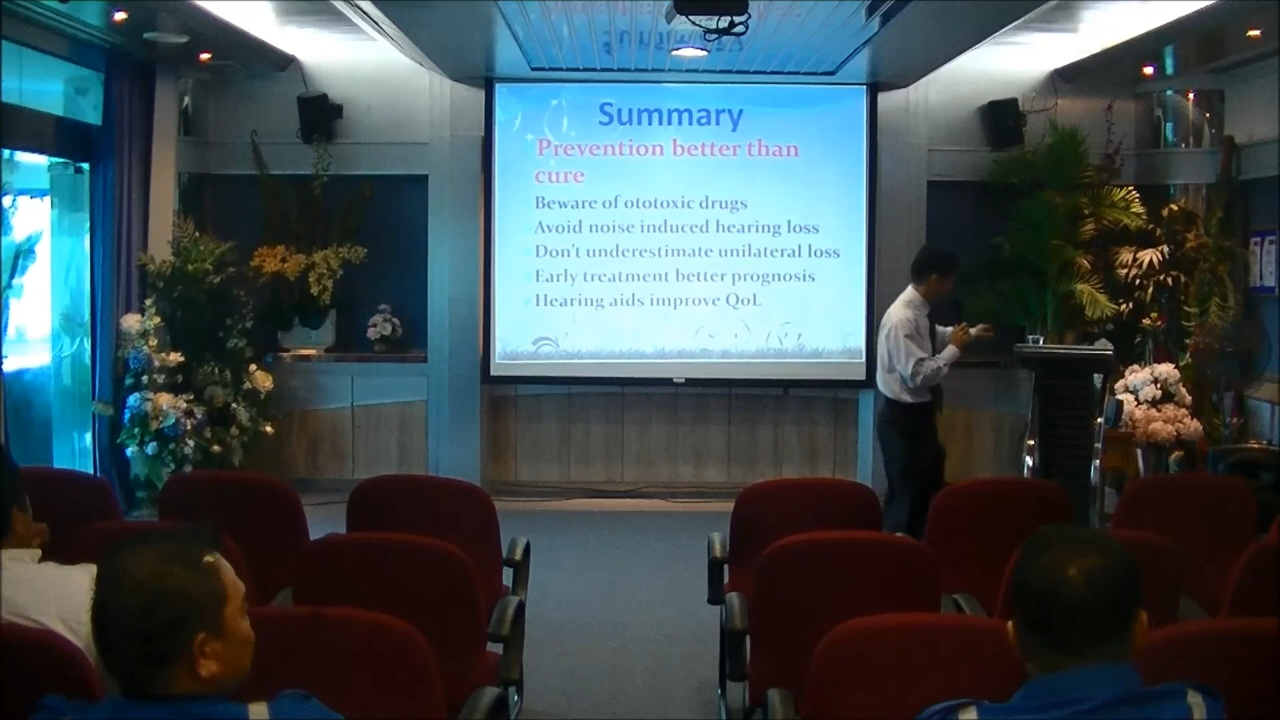 Summary
Prevention better than
cure
Beware of ototoxic drugs
Avoid noise induced hearing loss
Don't underestimate unilateral loss
Early treatment better prognosis
Hearing aids improve QoL